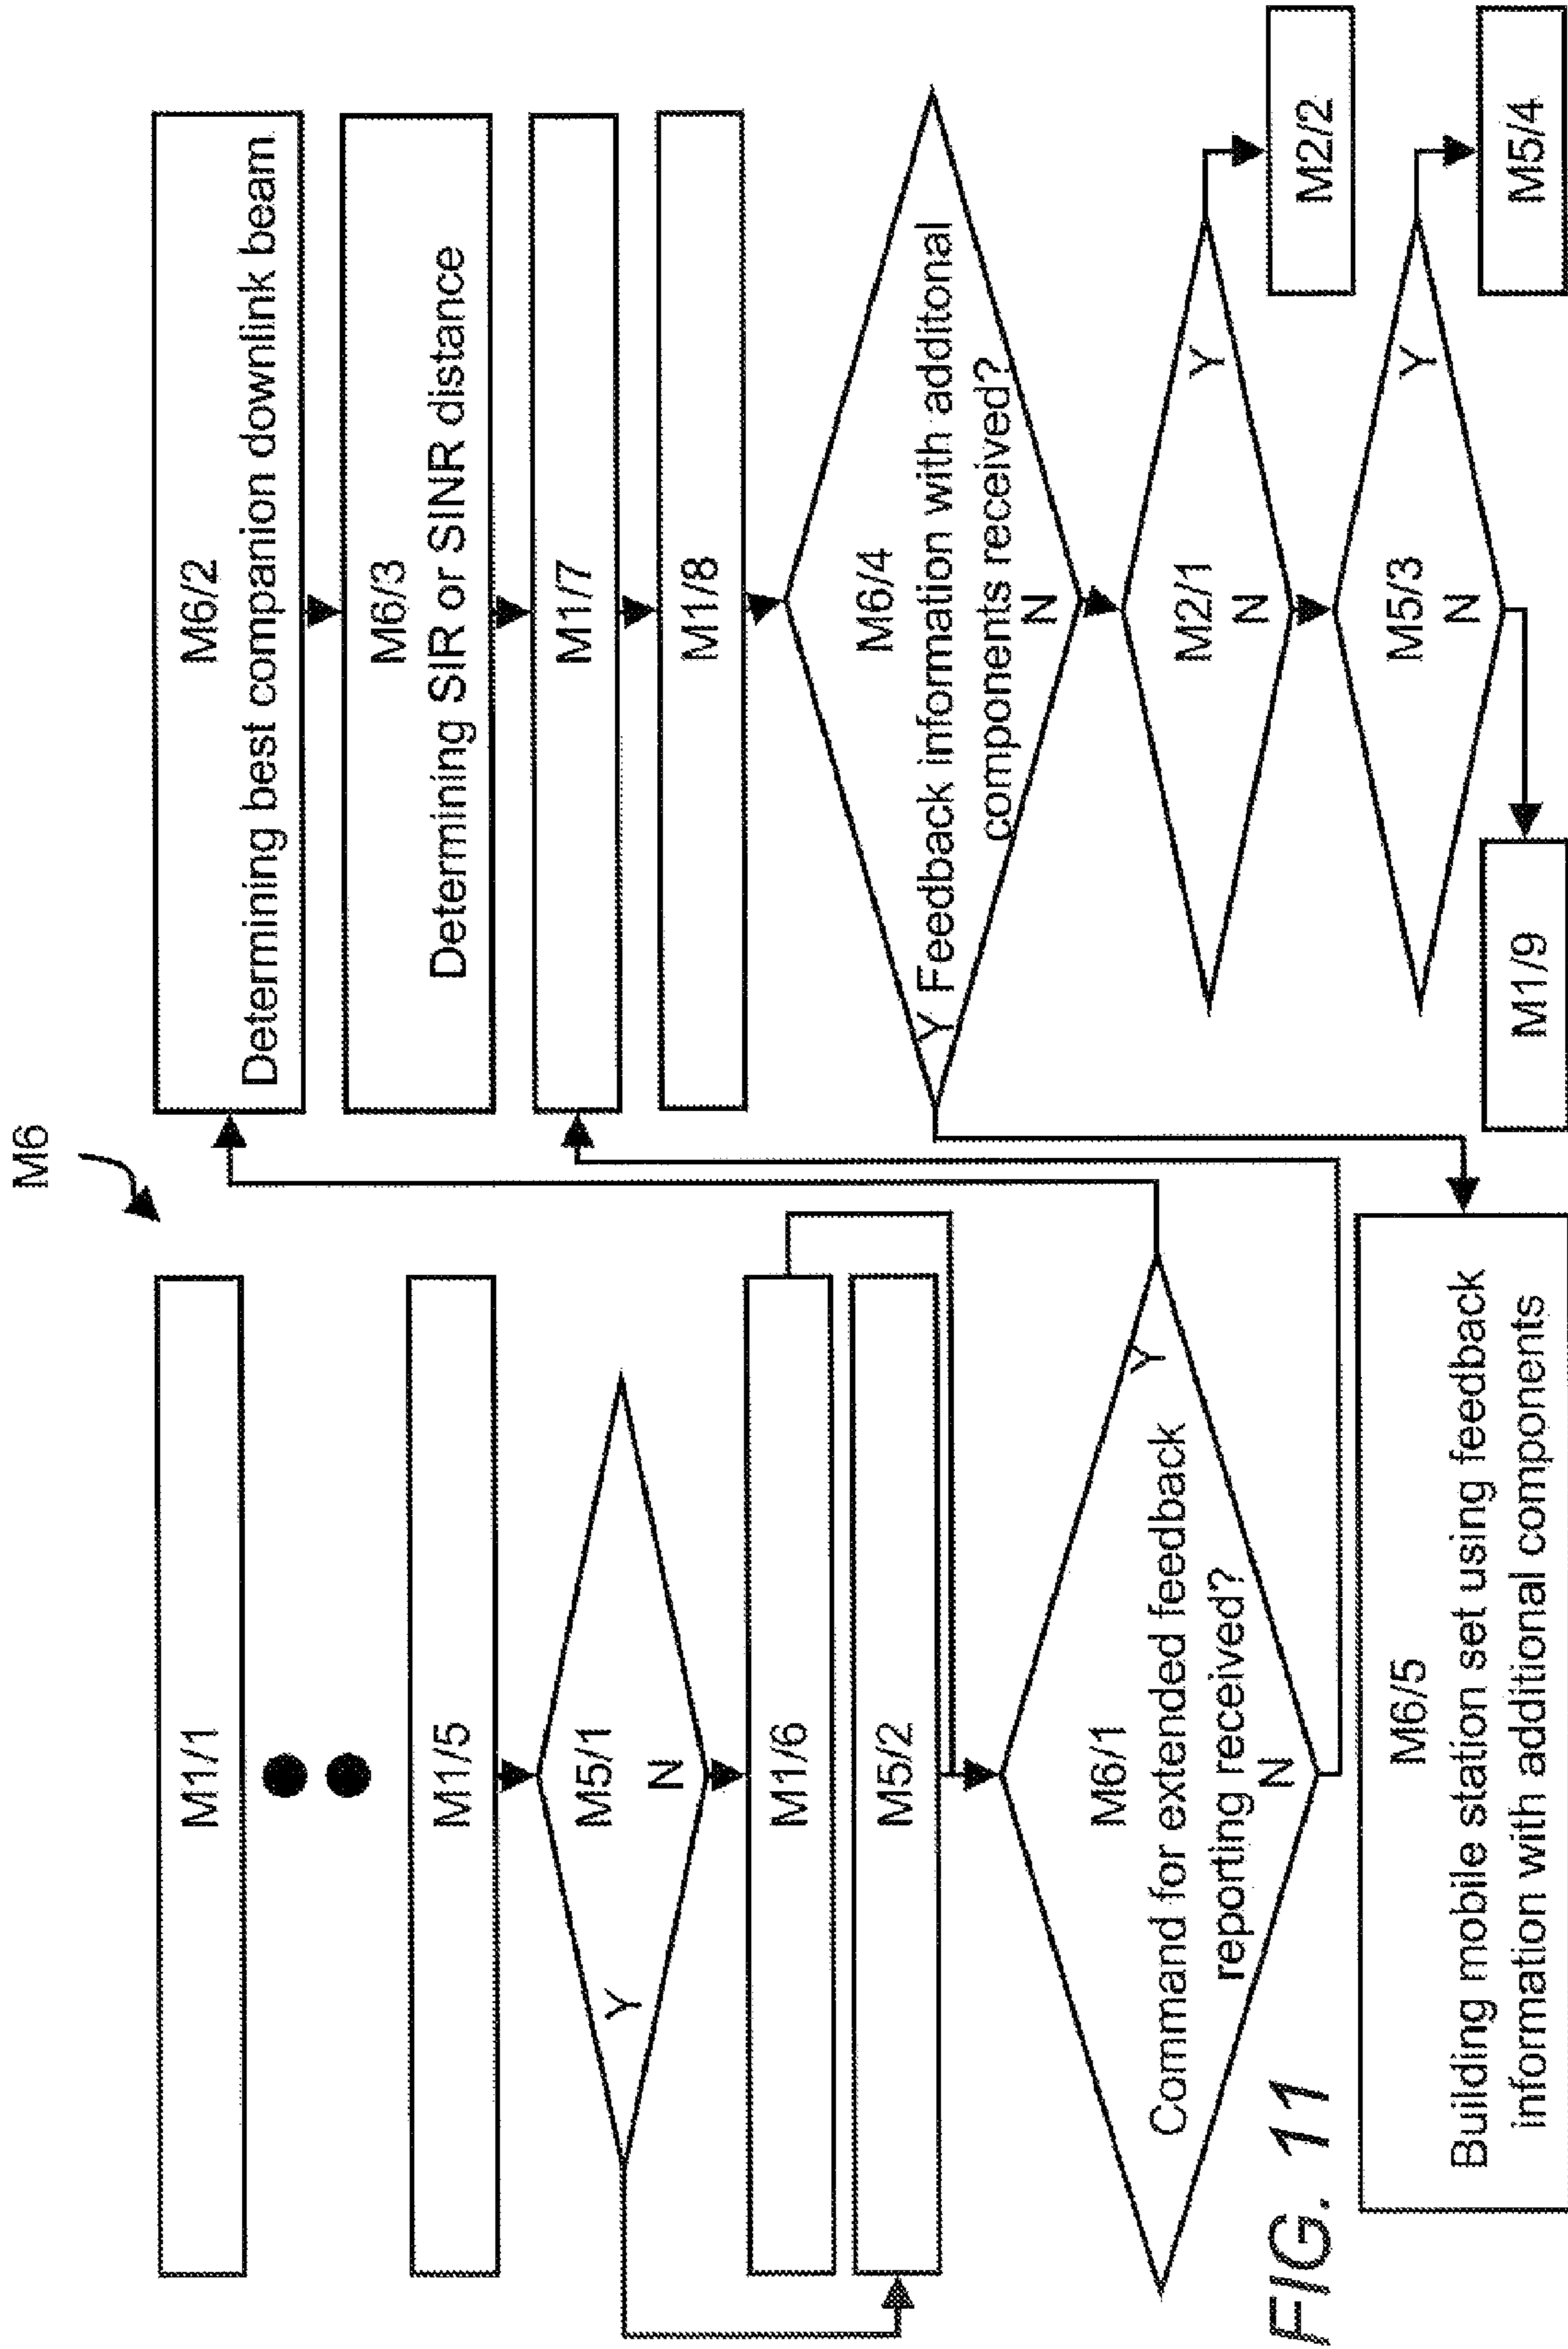 M6
M1/1
M1/5
M5/1
Y
N
M1/6
M5/2
M6/1
Command for extended feedback
reporting received?
Y
N
M6/2
Determining best companion downlink beam
M6/3
Determining SIR or SINR distance
M1/7
M1/8
M6/4
Y Feedback information with additonal
components received?
N
M2/1
Y
N
M2/2
M5/3
Y
N
M5/4
M1/9
M6/5
Building mobile station set using feedback
information with additional components
FIG. 11